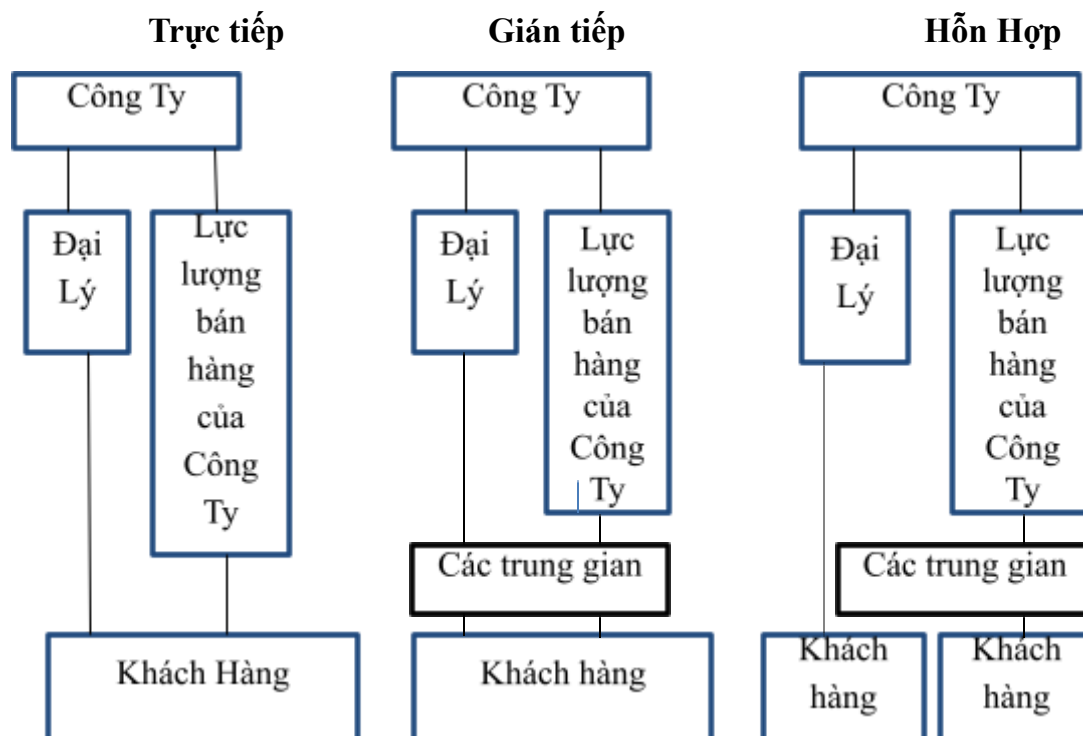 Trực tiếp
Công Ty
Đại
Lý
Lực
lượng
bán
hàng
của
Công
Ty
Khách Hàng
Gián tiếp
Công Ty
Đại
Lý
Lực
lượng
bán
hàng
của
Công
Ty
Các trung gian
Khách hàng
Hỗn Hợp
Công Ty
Đại
Lý
Lực
lượng
bán
hàng
của
Công
Ty
Các trung gian
Khách
hàng
Khách
hàng